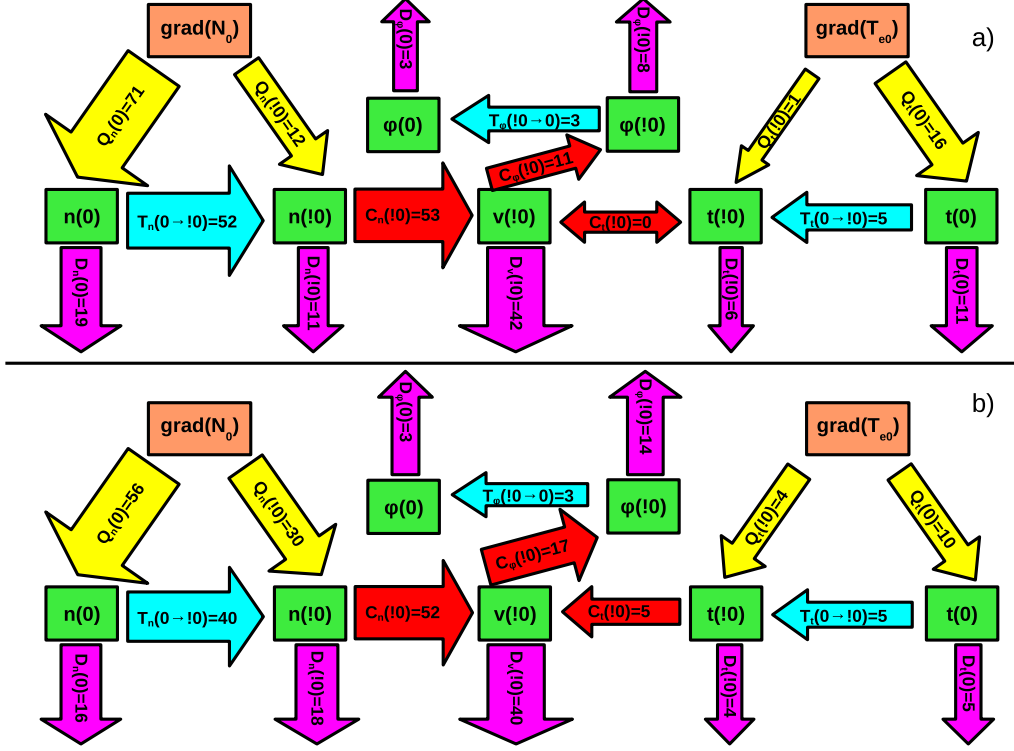 a)
grad(N₀)
grad(Tₑ₀)
Dᵩ(0)=3
Dᵩ(!0)=8
Qₙ(0)=71
Qₙ(!0)=12
φ(0)
Tᵩ(!0→0)=3
φ(!0)
Qₜ(!0)=1
Qₜ(0)=16
Cᵩ(!0)=11
n(0)
Tₙ(0→!0)=52
n(!0)
Cₙ(!0)=53
v(!0)
Cₜ(!0)=0
t(!0)
Tₜ(0→!0)=5
t(0)
Dₙ(0)=19
Dₙ(!0)=11
Dᵥ(!0)=42
Dₜ(!0)=6
Dₜ(0)=11
b)
grad(N₀)
grad(Tₑ₀)
Dᵩ(0)=3
Dᵩ(!0)=14
Qₙ(0)=56
Qₙ(!0)=30
φ(0)
Tᵩ(!0→0)=3
φ(!0)
Qₜ(!0)=4
Qₜ(0)=10
Cᵩ(!0)=17
n(0)
Tₙ(0→!0)=40
n(!0)
Cₙ(!0)=52
v(!0)
Cₜ(!0)=5
t(!0)
Tₜ(0→!0)=5
t(0)
Dₙ(0)=16
Dₙ(!0)=18
Dᵥ(!0)=40
Dₜ(!0)=4
Dₜ(0)=5